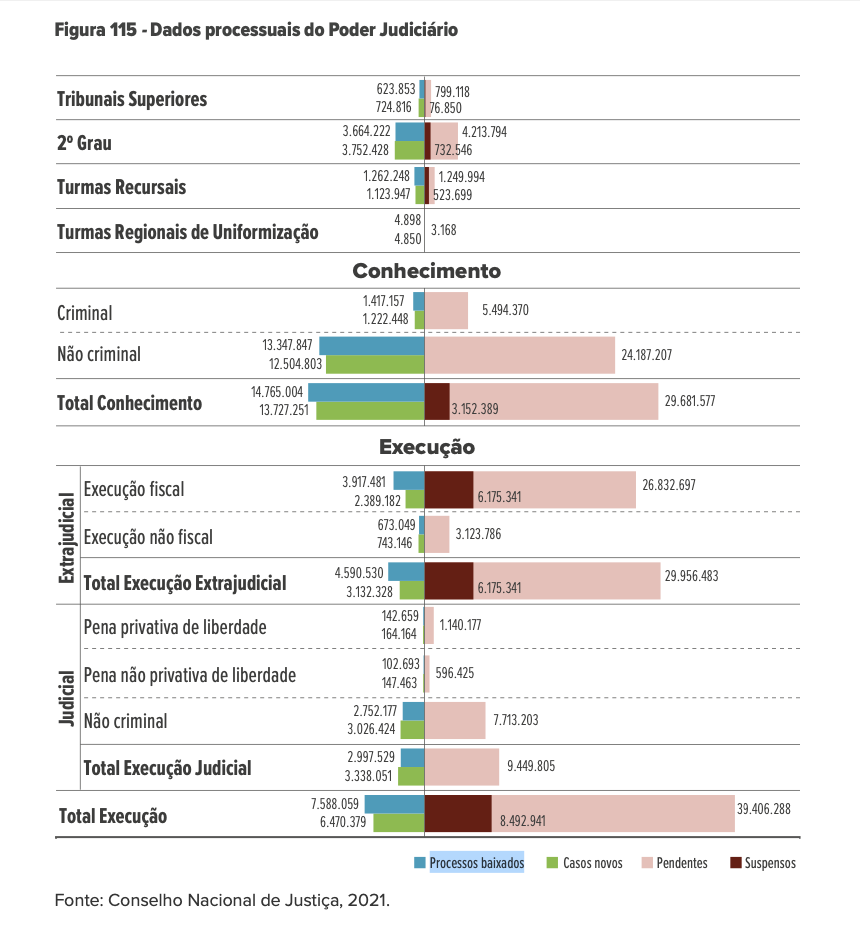 Figura 115 - Dados processuais do Poder Judiciário
Tribunais Superiores
623.853
799.118
724.816
76.850
2º Grau
3.664.222
4.213.794
3.752.428
732.546
Turmas Recursais
1.262.248
1.249.994
1.123.947
523.699
Turmas Regionais de Uniformização
4.898
3.168
4.850
Conhecimento
Criminal
1.417.157
5.494.370
1.222.448
Não criminal
13.347.847
24.187.207
12.504.803
Total Conhecimento
14.765.004
29.681.577
13.727.251
3.152.389
Execução
Extrajudicial
Execução fiscal
3.917.481
26.832.697
2.389.182
6.175.341
Execução não fiscal
673.049
3.123.786
743.146
Total Execução Extrajudicial
4.590.530
29.956.483
3.132.328
6.175.341
Judicial
Pena privativa de liberdade
142.659
1.140.177
164.164
Pena não privativa de liberdade
102.693
596.425
147.463
Não criminal
2.752.177
7.713.203
3.026.424
Total Execução Judicial
2.997.529
9.449.805
3.338.051
Total Execução
7.588.059
39.406.288
6.470.379
8.492.941
Processos baixados
Casos novos
Pendentes
Suspensos
Fonte: Conselho Nacional de Justiça, 2021.